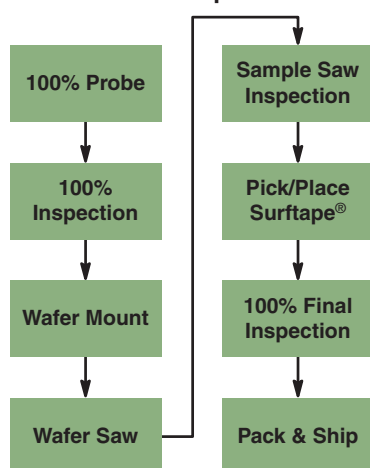 100% Probe
100%
Inspection
Wafer Mount
Wafer Saw
Sample Saw
Inspection
Pick/Place
Surftape®
100% Final
Inspection
Pack & Ship